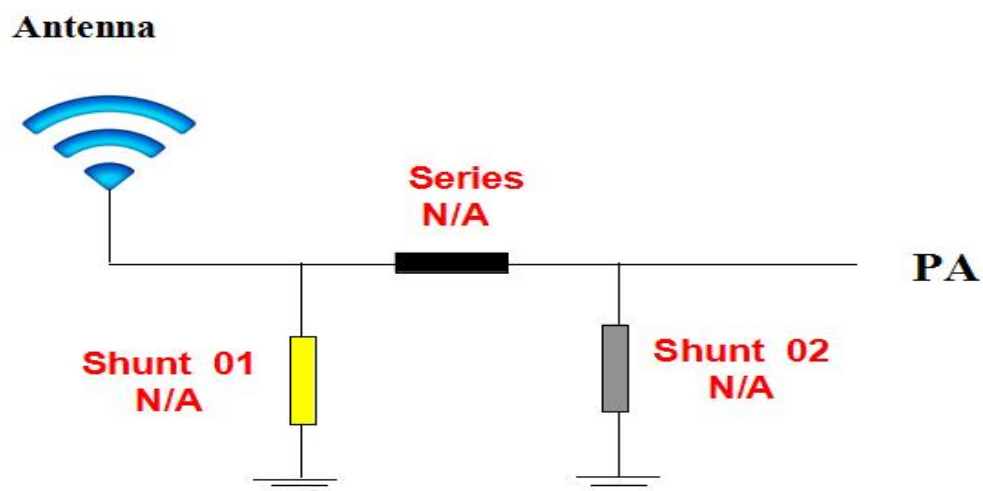 Antenna
Series
N/A
PA
Shunt 01
N/A
Shunt 02
N/A